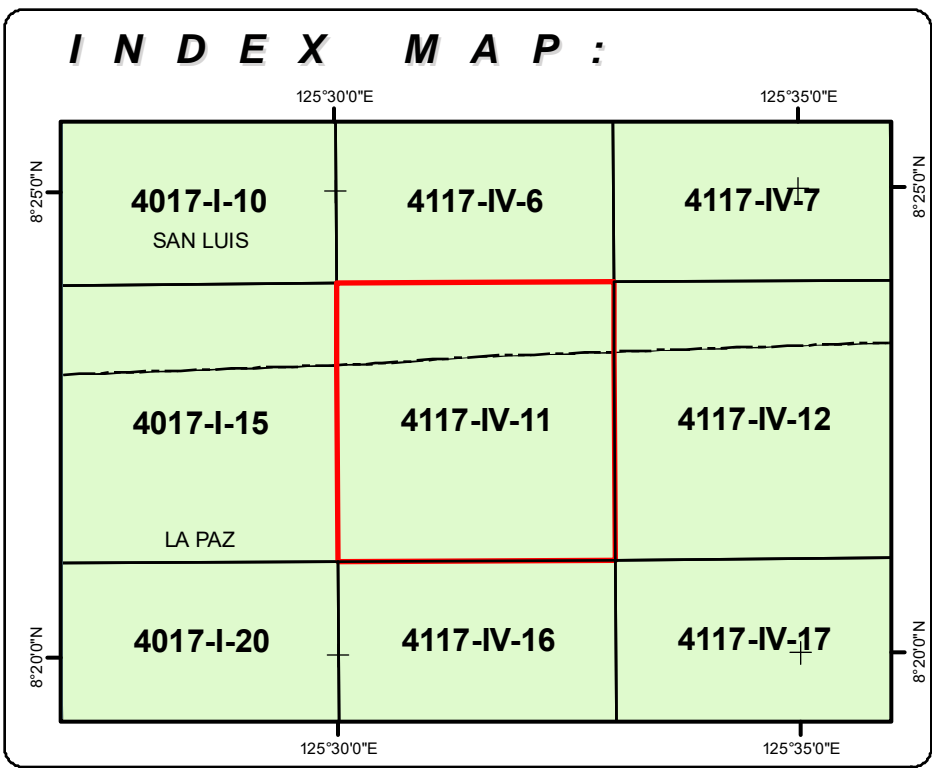 INDEX MAP:
125°30'0"E 125°35'0"E
8°25'0"N 8°25'0"N
4017-I-10 4117-IV-6 4117-IV-7
SAN LUIS
4017-I-15 4117-IV-11 4117-IV-12
LA PAZ
4017-I-20 4117-IV-16 4117-IV-17
8°20'0"N 8°20'0"N
125°30'0"E 125°35'0"E